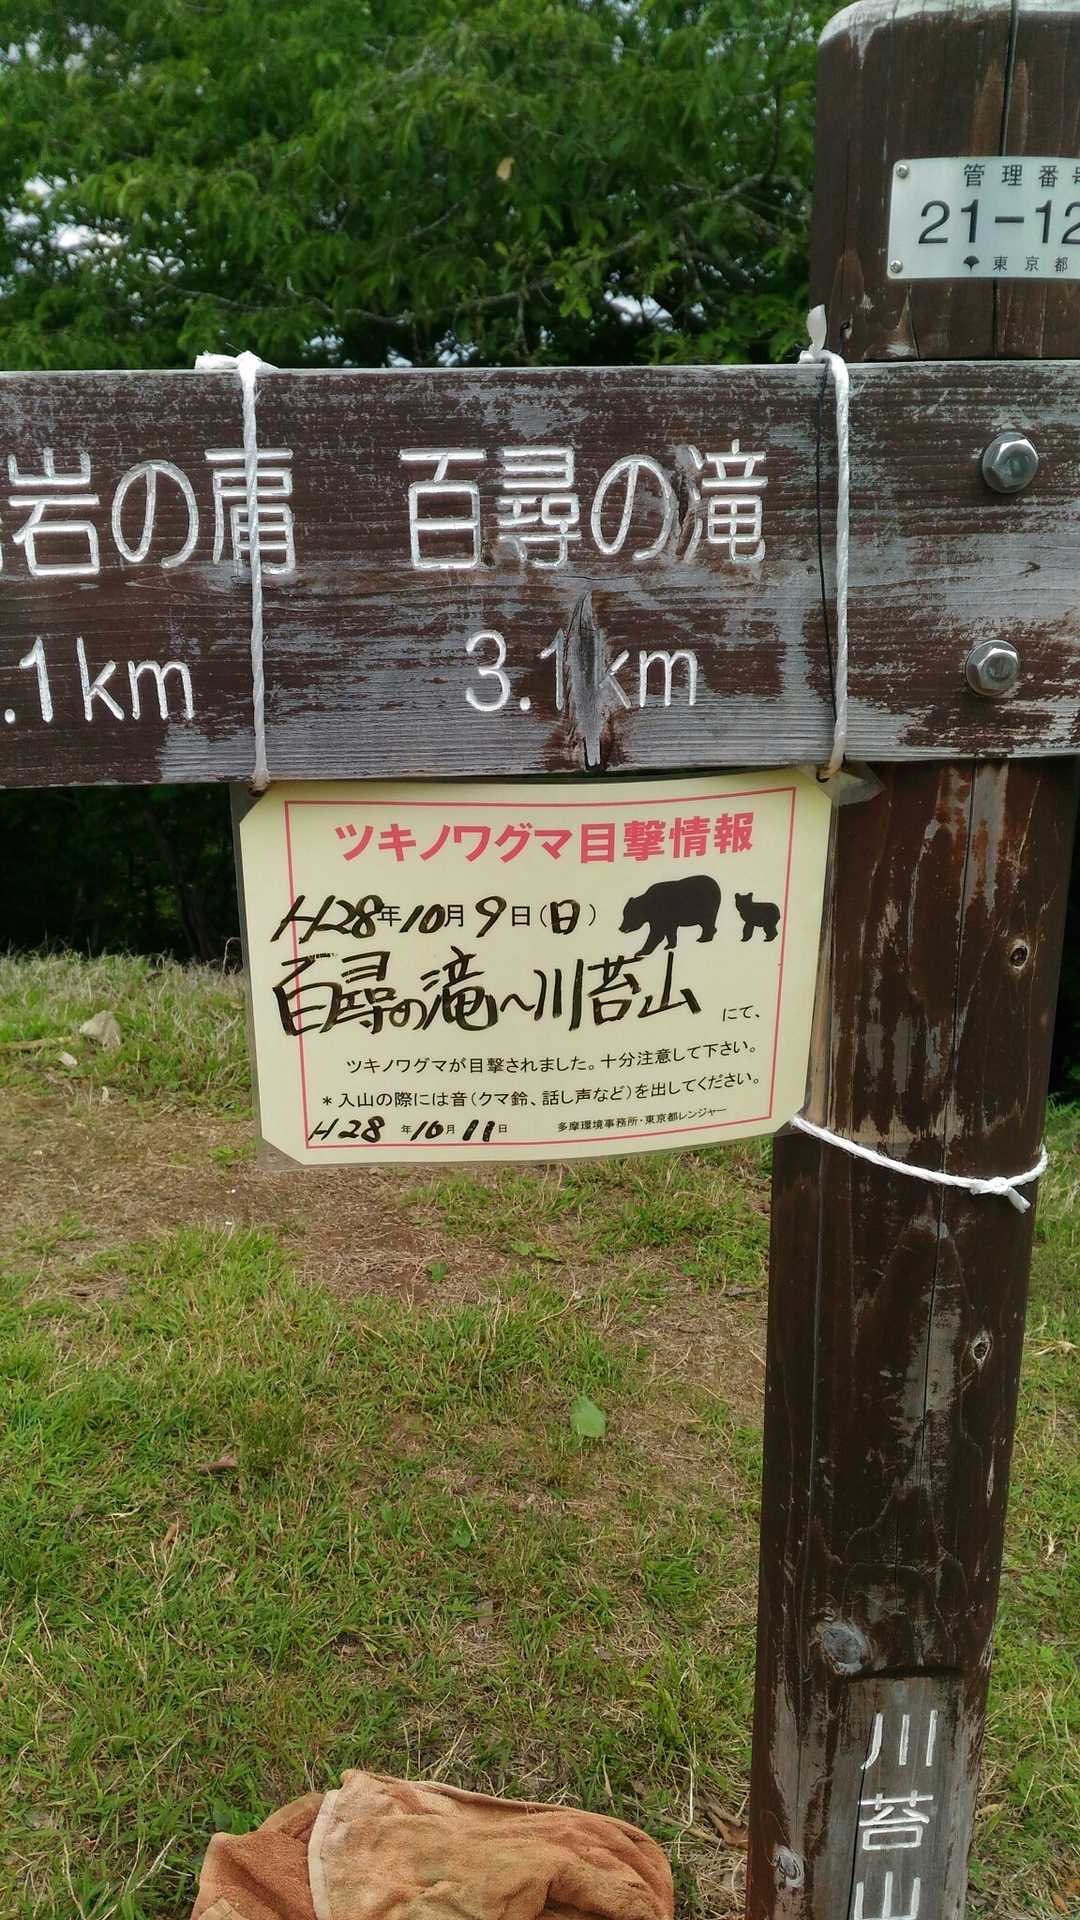 管理番号
21-12
東京都
岩の肩
百尋の滝
.1km
3.1km
ツキノワグマ目撃情報
H28年10月9日(日)
百尋の滝〜川苔山 にて、
ツキノワグマが目撃されました。十分注意して下さい。
*入山の際には音(クマ鈴、話し声など)を出してください。
H28年10月11日 多摩環境事務所・東京都レンジャー
川苔山